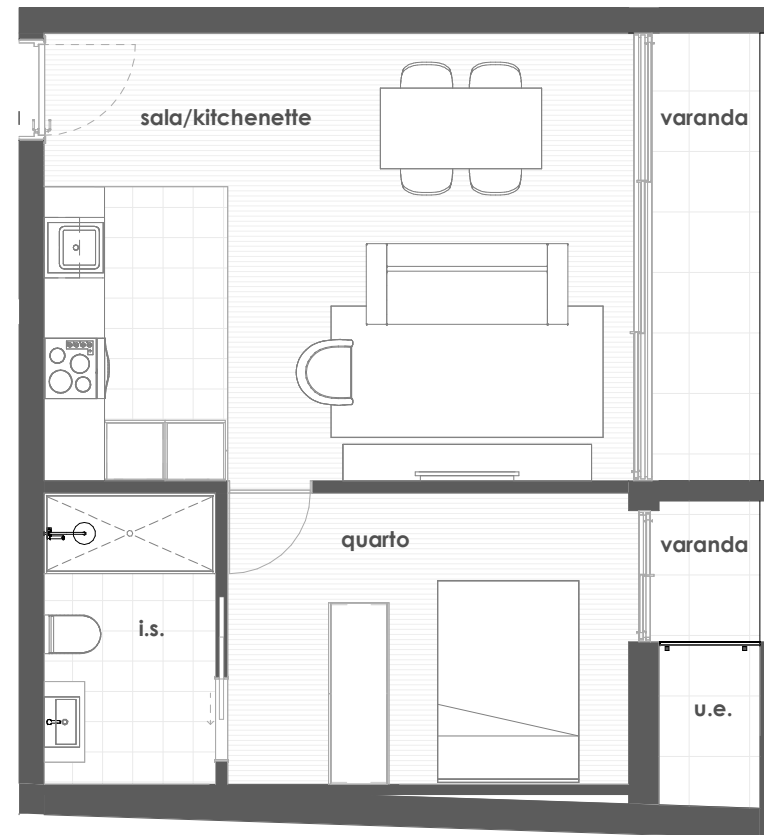 sala/kitchenette
varanda
quarto
varanda
i.s.
u.e.